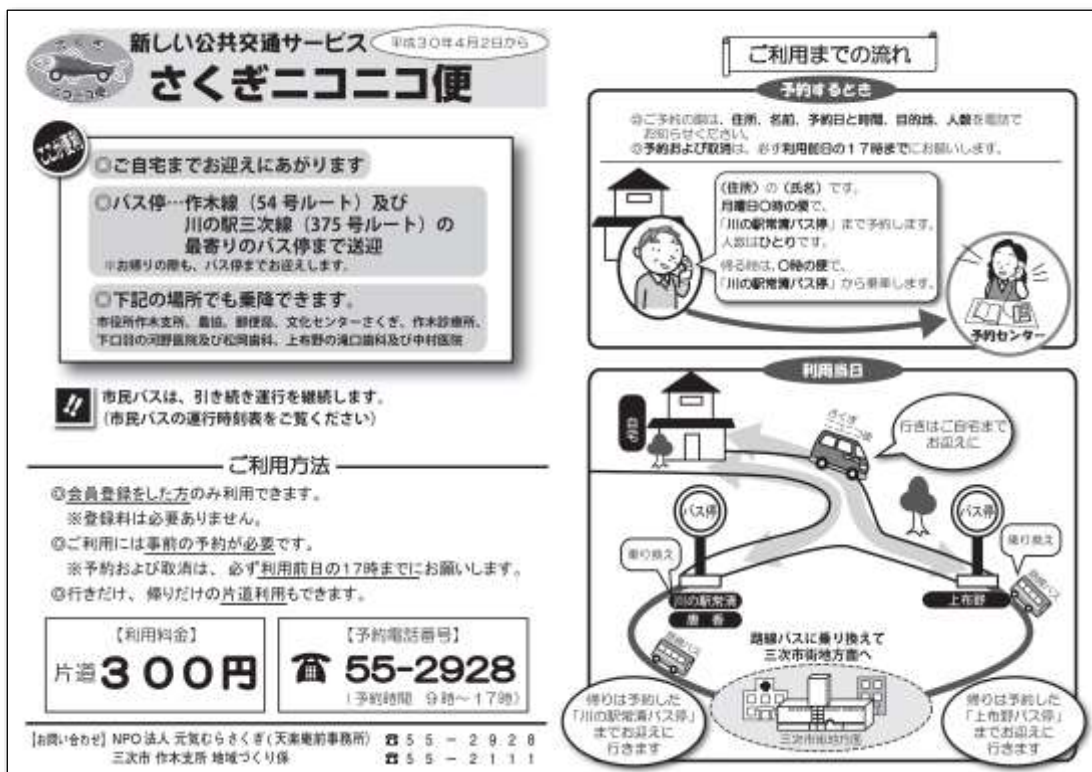 新しい公共交通サービス
平成30年4月2日から
さくぎニコニコ便
さくぎ
ニコニコ便
ここが便利
◎ご自宅までお迎えにあがります
◎バス停…作木線（54号ルート）及び
川の駅三次線（375号ルート）の
最寄りのバス停まで送迎
※お帰りの際も、バス停までお迎えします。
◎下記の場所でも乗降できます。
市役所作木支所、農協、郵便局、文化センターさくぎ、作木診療所、
下口羽の河野医院及び松岡歯科、上布野の滝口歯科及び中村医院
!!
市民バスは、引き続き運行を継続します。
（市民バスの運行時刻表をご覧ください）
ご利用方法
◎会員登録をした方のみ利用できます。
※登録料は必要ありません。
◎ご利用には事前の予約が必要です。
※予約および取消は、必ず利用前日の17時までにお願いします。
◎行きだけ、帰りだけの片道利用もできます。
【利用料金】
片道300円
【予約電話番号】
☎55-2928
（予約時間 9時～17時）
【お問い合わせ】NPO法人 元気むらさくぎ(天楽庵前事務所) ☎55－2928
三次市 作木支所 地域づくり係 ☎55－2111
ご利用までの流れ
予約するとき
◎ご予約の際は、住所、名前、予約日と時間、目的地、人数を電話で
お知らせください。
◎予約および取消は、必ず利用前日の17時までにお願いします。
（住所）の（氏名）です。
月曜日〇時の便で、
「川の駅常清バス停」まで予約します。
人数はひとりです。
帰る時は、〇時の便で、
「川の駅常清バス停」から乗車します。
予約センター
利用当日
自宅
さくぎ
ニコニコ便
行きはご自宅まで
お迎えに
バス停
バス停
乗り換え
乗り換え
川の駅常清
上布野
路線バス
路線バス
路線バスに乗り換えて
三次市街地方面へ
三次市街地方面
帰りは予約した
「川の駅常清バス停」
までお迎えに
行きます
帰りは予約した
「上布野バス停」
までお迎えに
行きます